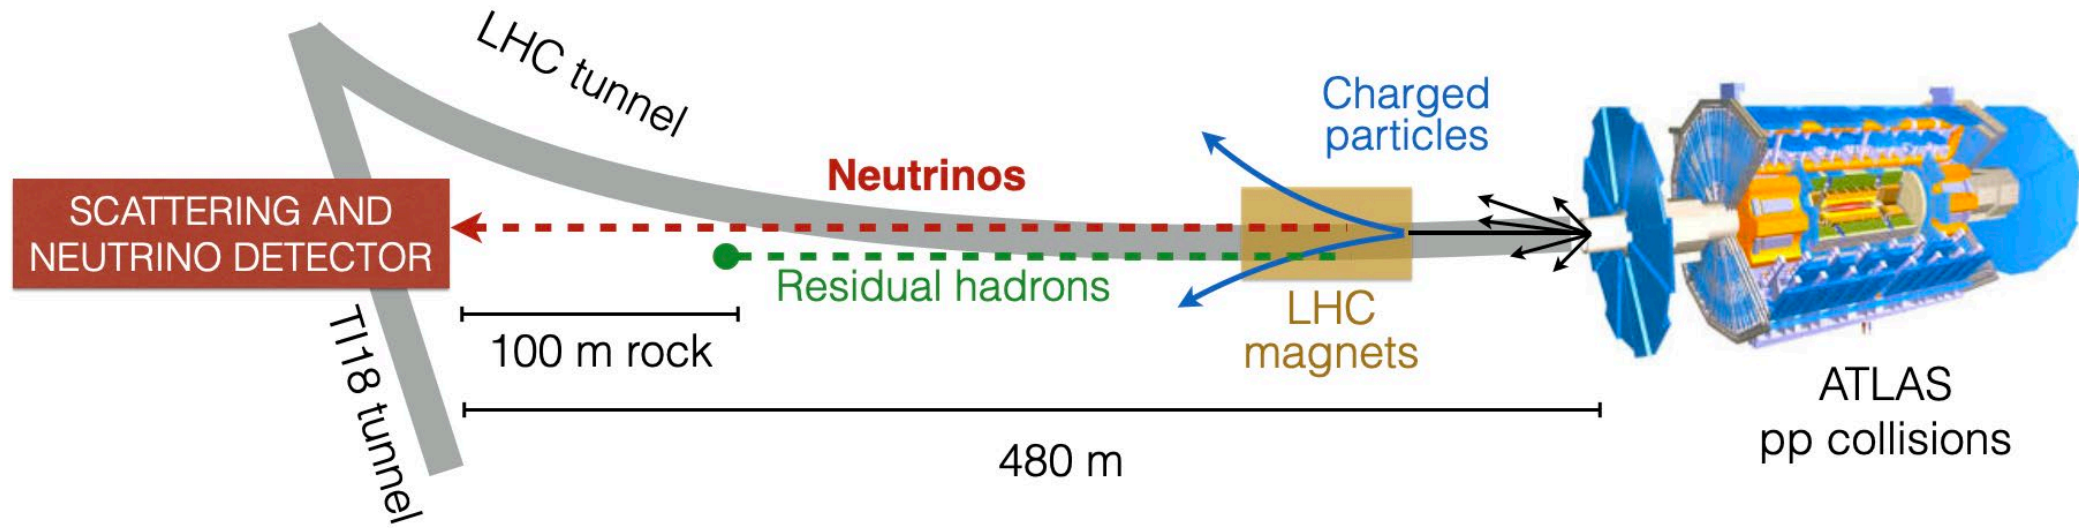 LHC tunnel
Charged
particles
Neutrinos
SCATTERING AND
NEUTRINO DETECTOR
Residual hadrons
LHC
magnets
100 m rock
TI18 tunnel
ATLAS
pp collisions
480 m